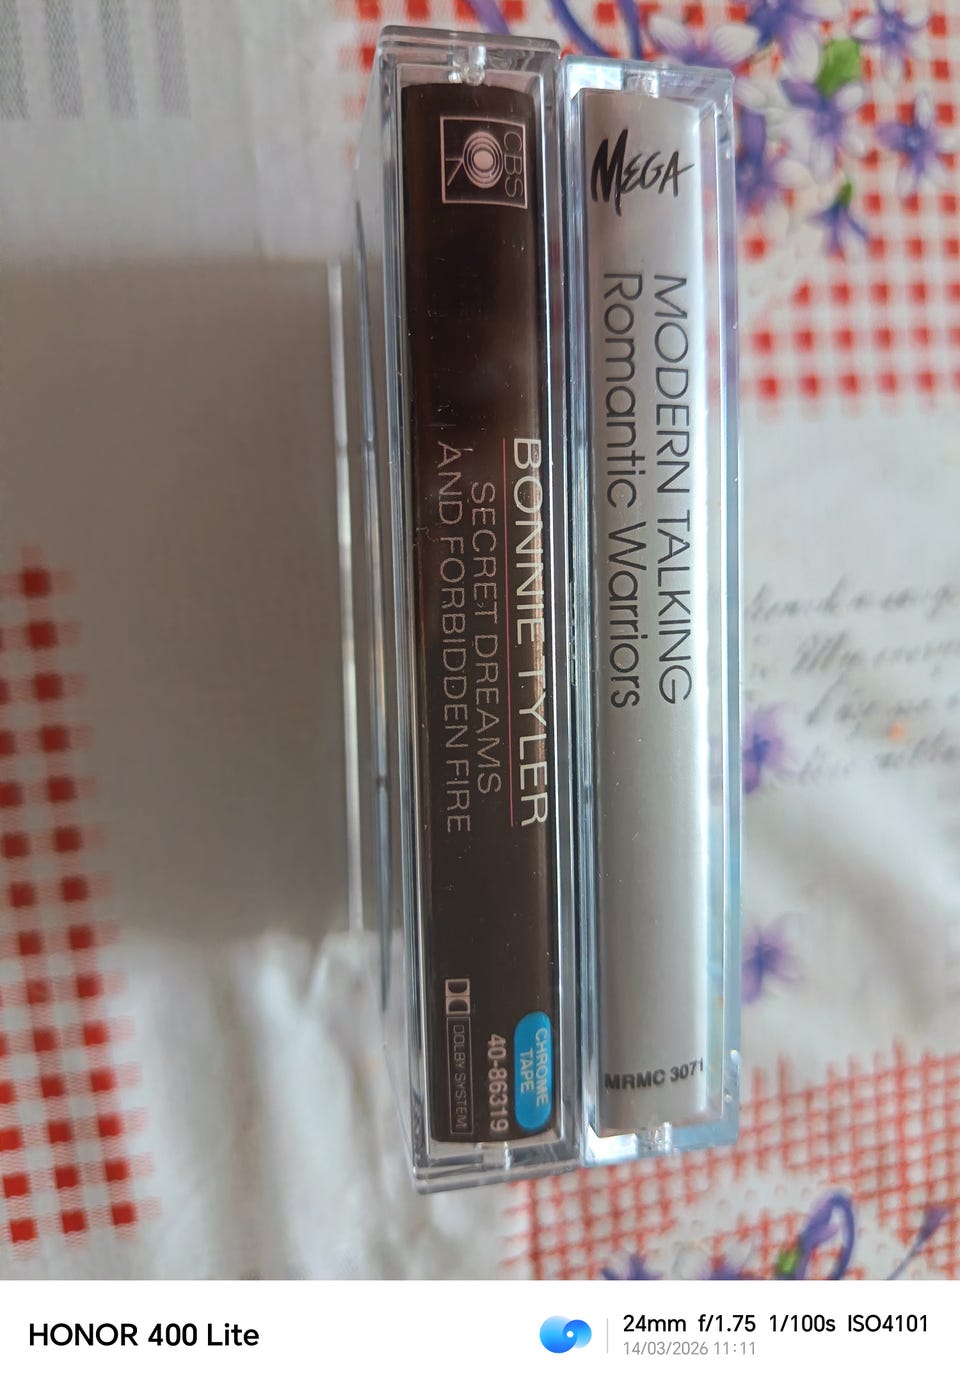 CBS
BONNIE TYLER
SECRET DREAMS
AND FORBIDDEN FIRE
CHROME
TAPE
40-86319
DOLBY SYSTEM
MEGA
MODERN TALKING
Romantic Warriors
MRMC 3071
HONOR 400 Lite
24mm f/1.75 1/100s ISO4101
14/03/2026 11:11